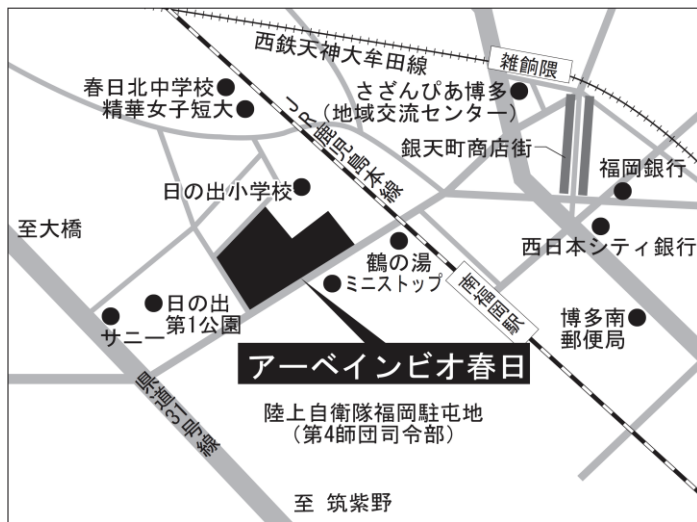 西鉄天神大牟田線
雑餉隈
春日北中学校
精華女子短大
さざんぴあ博多
（地域交流センター）
JR鹿児島本線
銀天町商店街
福岡銀行
日の出小学校
至大橋
西日本シティ銀行
鶴の湯
ミニストップ
南福岡駅
日の出
第1公園
サニー
博多南
郵便局
アーベインビオ春日
県道31号線
陸上自衛隊福岡駐屯地
（第4師団司令部）
至 筑紫野